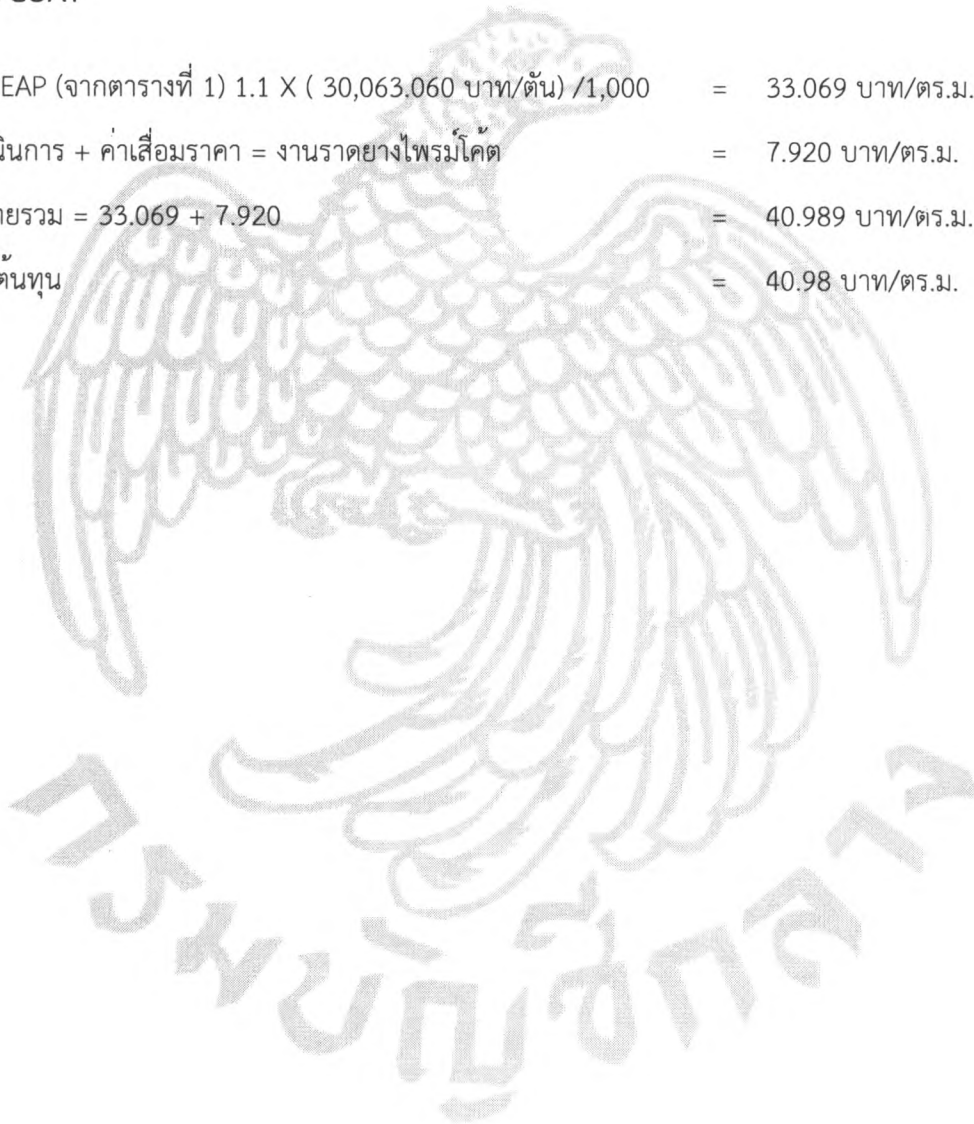 EAP (จากตารางที่ 1) 1.1 X ( 30,063.060 บาท/ตัน) /1,000 = 33.069 บาท/ตร.ม.
นินการ + ค่าเสื่อมราคา = งานราดยางไพรม์โค้ต = 7.920 บาท/ตร.ม.
ายรวม = 33.069 + 7.920 = 40.989 บาท/ตร.ม.
ต้นทุน = 40.98 บาท/ตร.ม.
กรมบัญชีกลาง